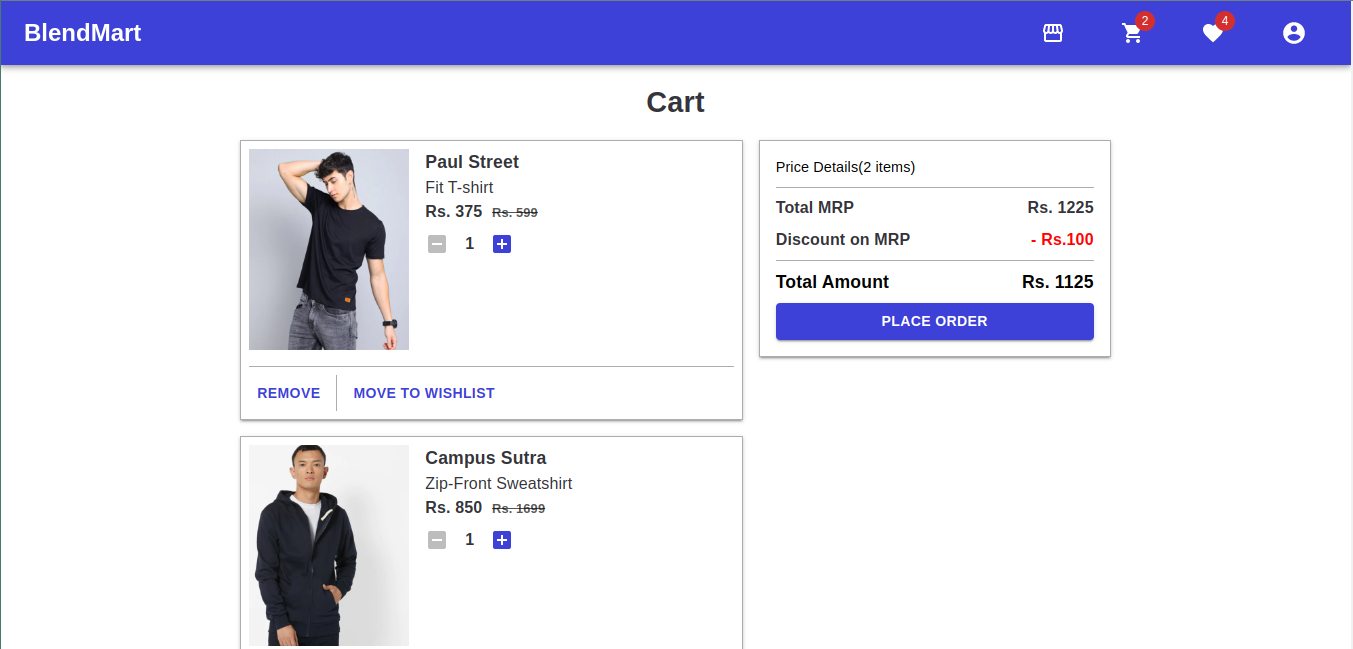 BlendMart
2
4
Cart
Paul Street
Fit T-shirt
Rs. 375 Rs. 599
1
REMOVE
MOVE TO WISHLIST
Campus Sutra
Zip-Front Sweatshirt
Rs. 850 Rs. 1699
1
Price Details(2 items)
Total MRP Rs. 1225
Discount on MRP - Rs.100
Total Amount Rs. 1125
PLACE ORDER